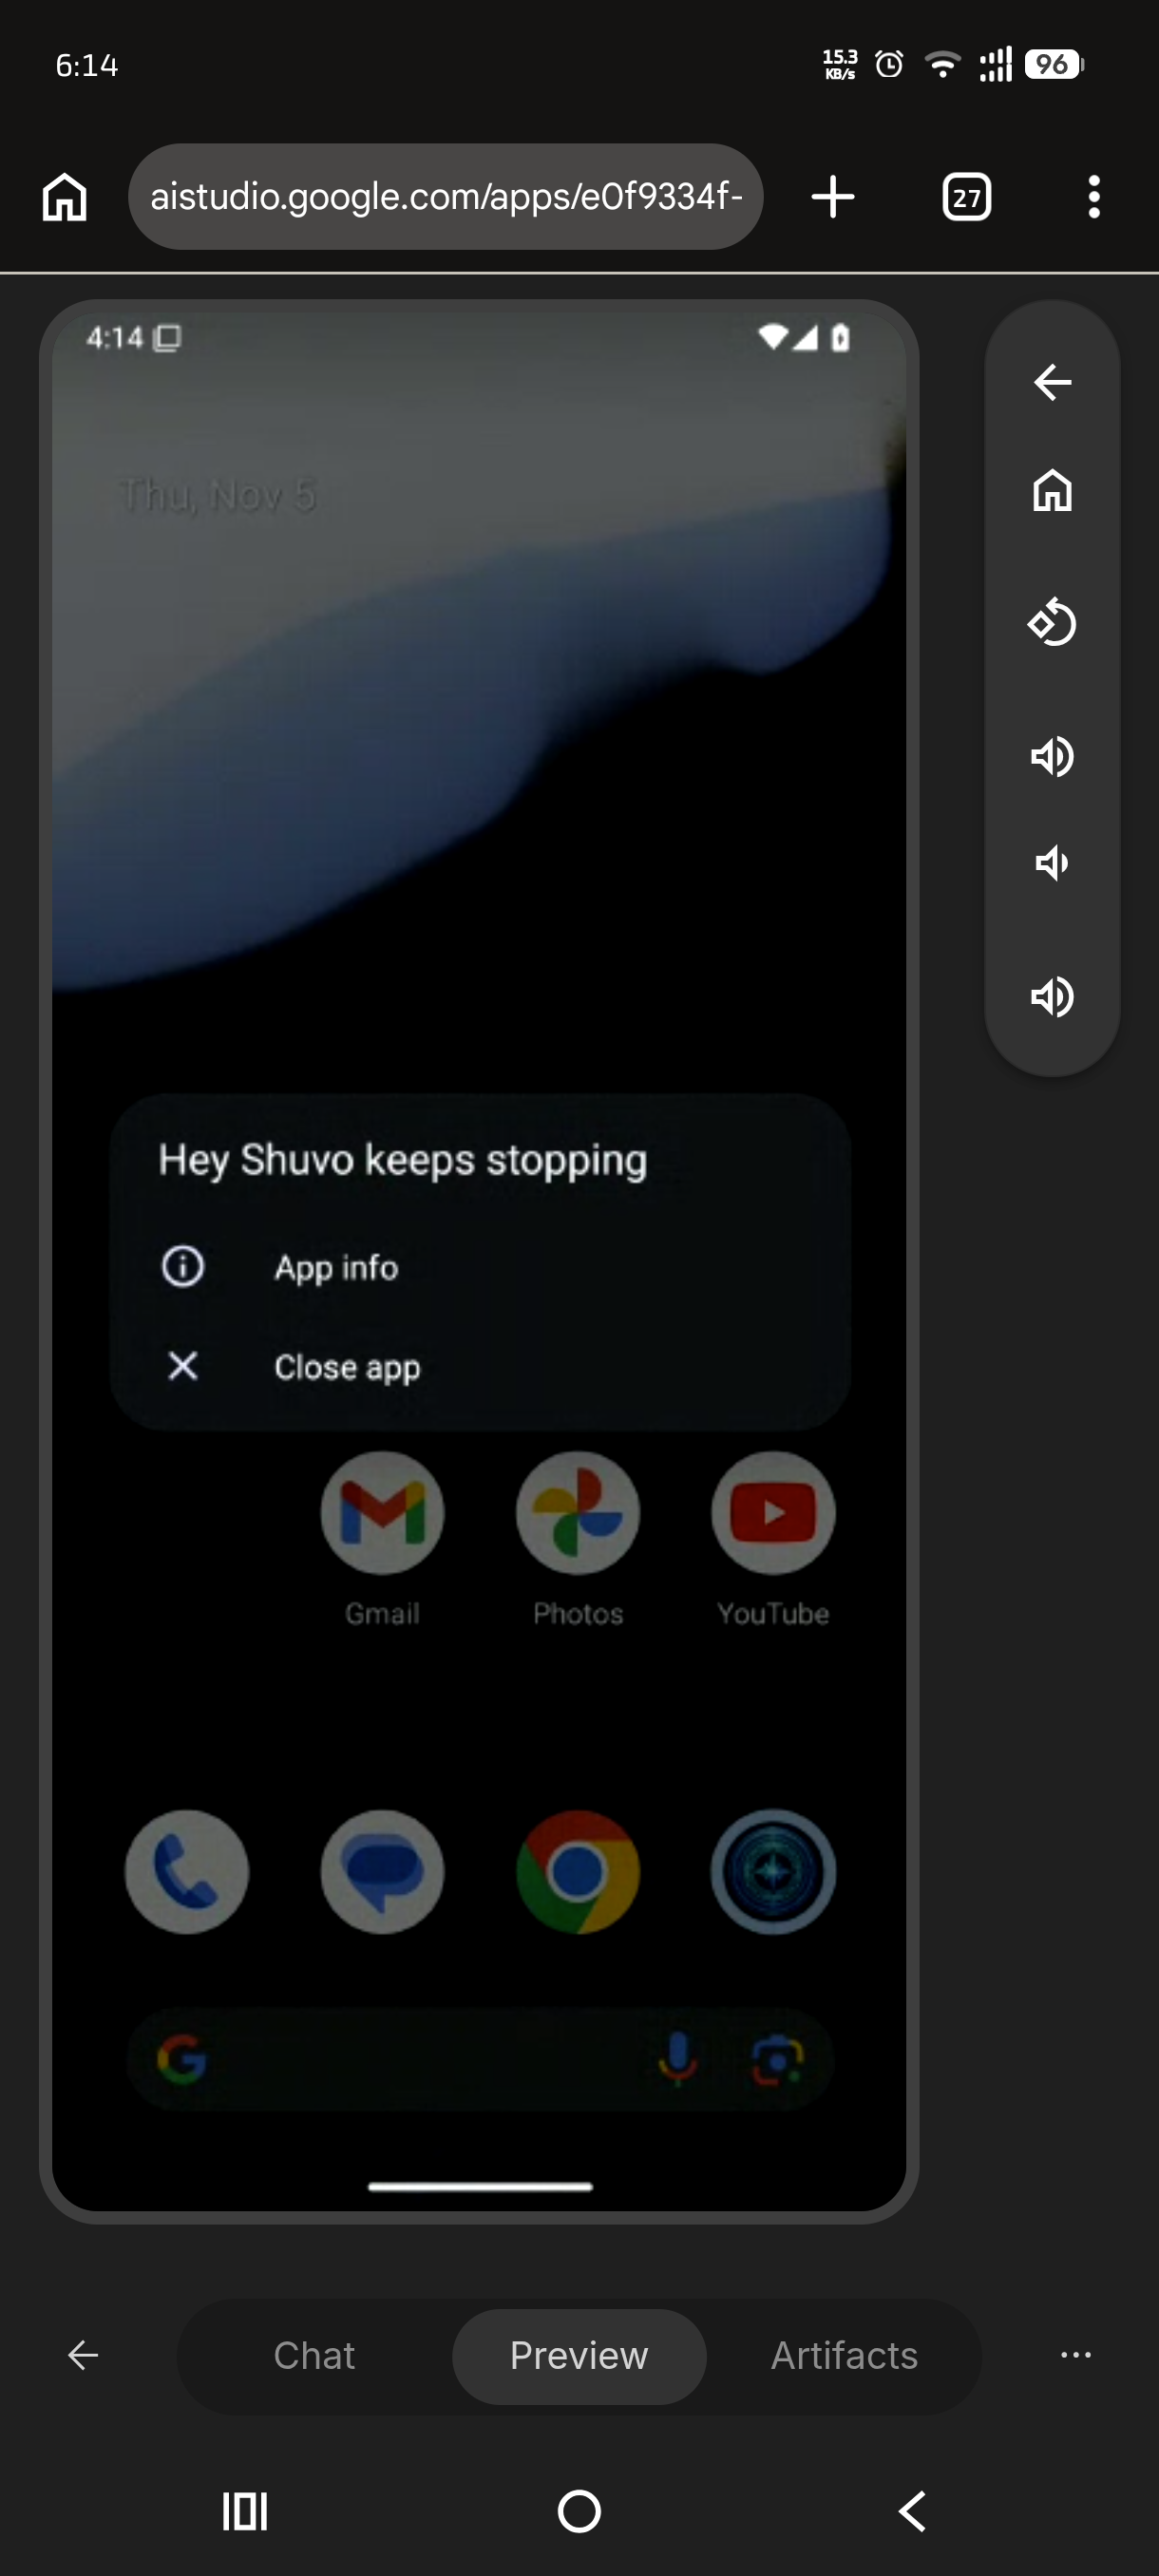 6:14
15.3
KB/s
96
aistudio.google.com/apps/e0f9334f-
27
4:14
Thu, Nov 5
Hey Shuvo keeps stopping
App info
Close app
Gmail
Photos
YouTube
Chat
Preview
Artifacts